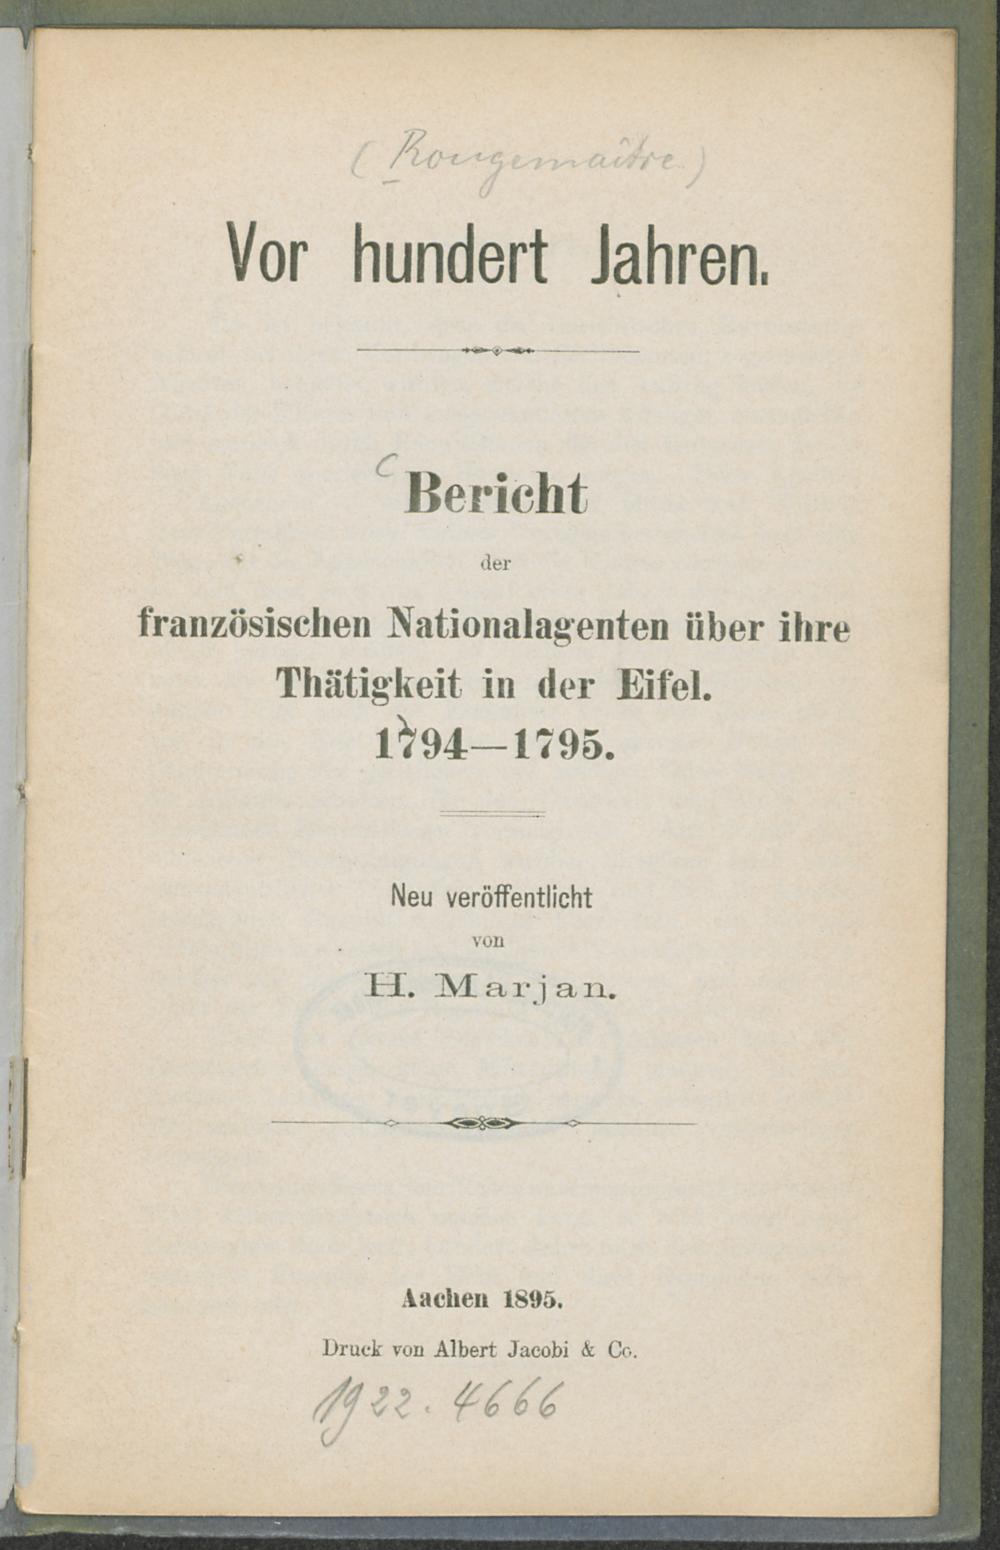 (Rougemaître.)
Vor hundert Jahren.
Bericht
der
französischen Nationalagenten über ihre
Thätigkeit in der Eifel.
1794—1795.
Neu veröffentlicht
von
H. Marjan.
Aachen 1895.
Druck von Albert Jacobi & Co.
1922. 4666